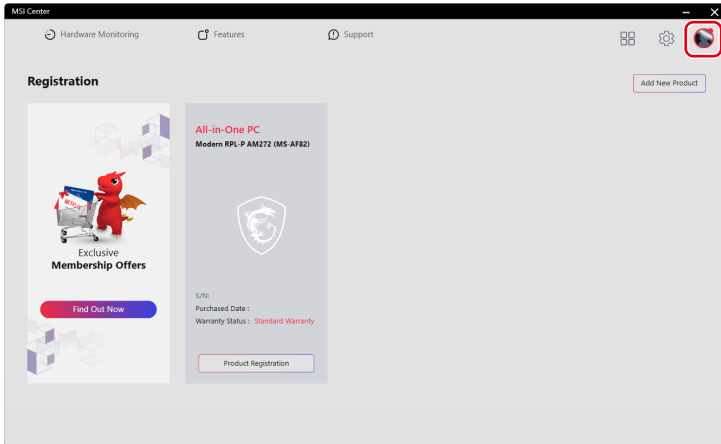 MSI Center
Hardware Monitoring
Features
Support
Registration
Add New Product
All-in-One PC
Modern RPL-P AM272 (MS-AF82)
NETFLIX
Exclusive
Membership Offers
Find Out Now
S/N:
Purchased Date :
Warranty Status : Standard Warranty
Product Registration